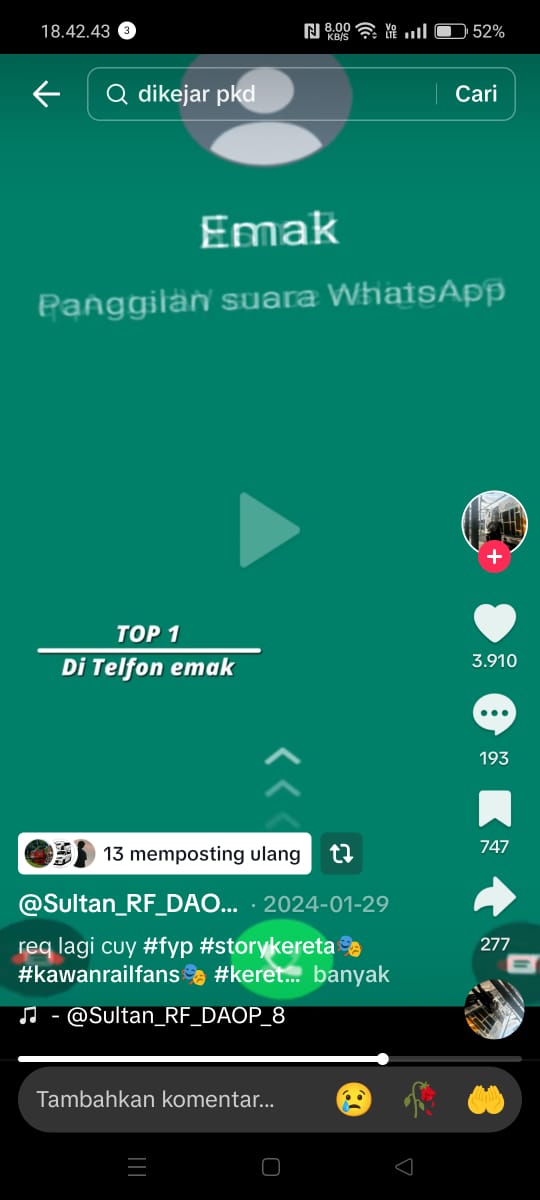 18.42.43 3 8.00 KB/S Vo LTE 52%
dikejar pkd Cari
Emak
Panggilan suara WhatsApp
TOP 1
Di Telfon emak
3.910
193
747
13 memposting ulang
@Sultan_RF_DAO... · 2024-01-29
277
req lagi cuy #fyp #storykereta🎭
#kawanrailfans🎭 #keret... banyak
♫ - @Sultan_RF_DAOP_8
Tambahkan komentar...